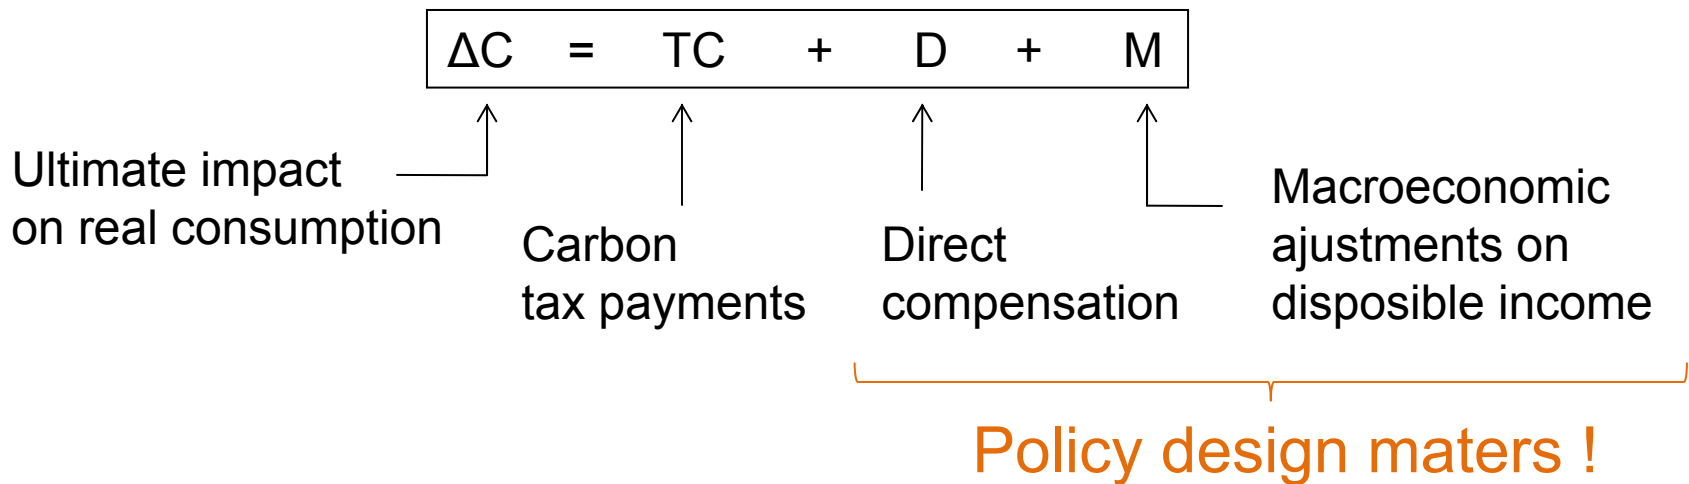 ΔC = TC + D + M
Ultimate impact
on real consumption
Carbon
tax payments
Direct
compensation
Macroeconomic
ajustments on
disposible income
Policy design maters !